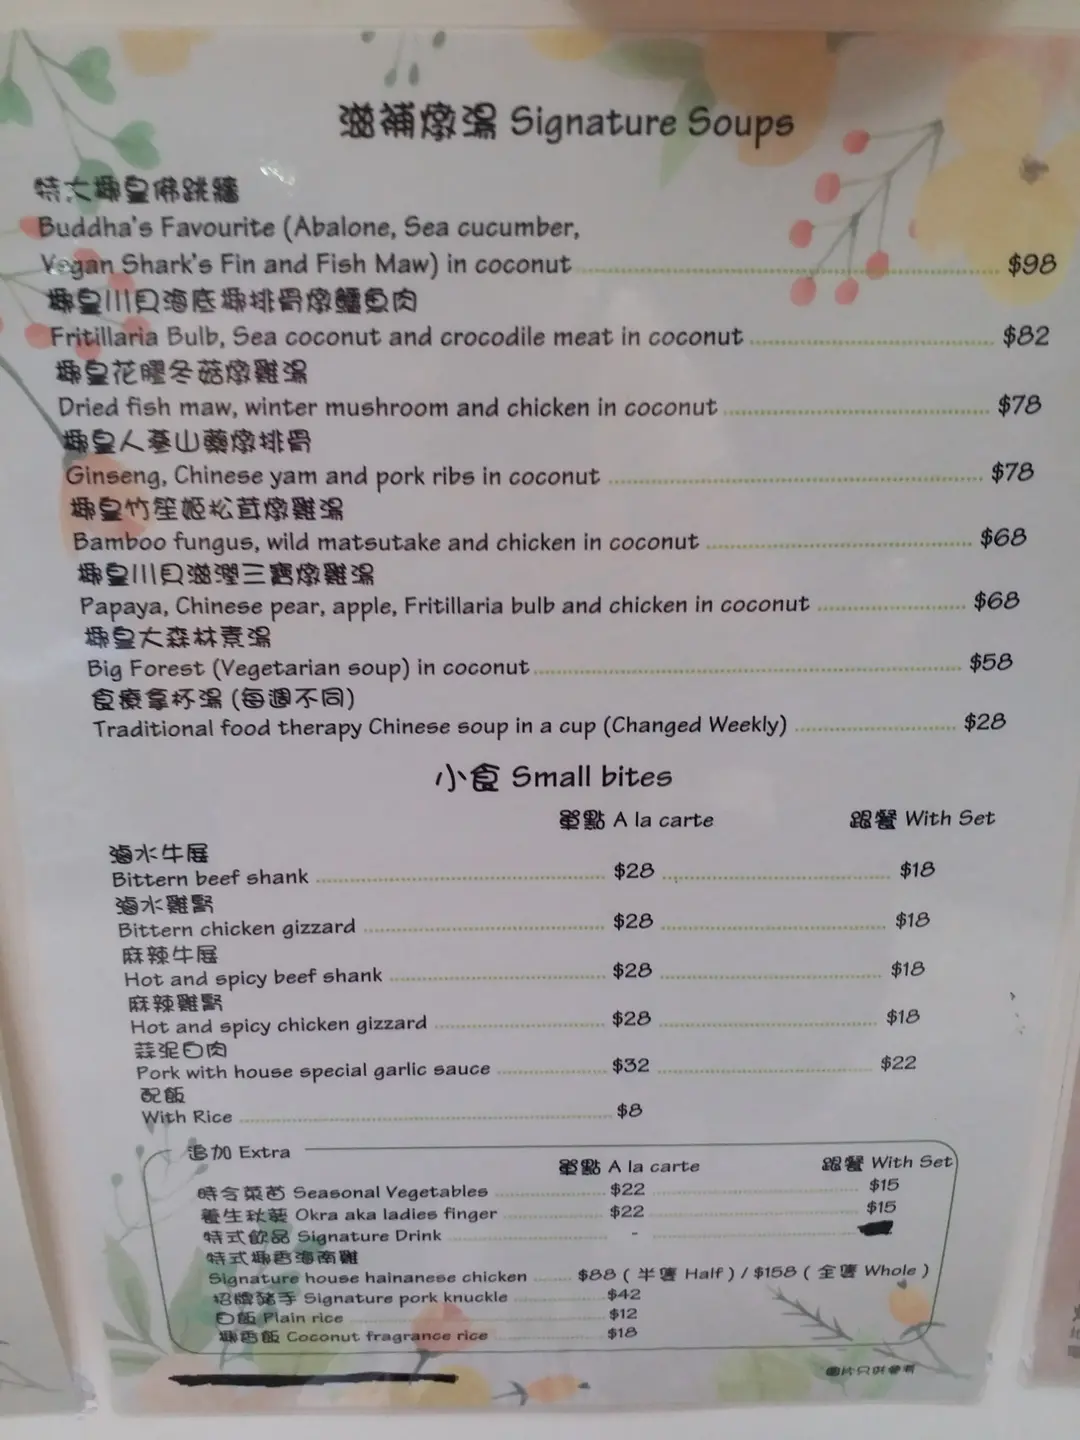 滋補燉湯 Signature Soups
特大椰皇佛跳牆
Buddha's Favourite (Abalone, Sea cucumber,
Vegan Shark's Fin and Fish Maw) in coconut $98
椰皇川貝海底椰排骨燉鱷魚肉
Fritillaria Bulb, Sea coconut and crocodile meat in coconut $82
椰皇花膠冬菇燉雞湯
Dried fish maw, winter mushroom and chicken in coconut $78
椰皇人蔘山藥燉排骨
Ginseng, Chinese yam and pork ribs in coconut $78
椰皇竹笙姬松茸燉雞湯
Bamboo fungus, wild matsutake and chicken in coconut $68
椰皇川貝滋潤三寶燉雞湯
Papaya, Chinese pear, apple, Fritillaria bulb and chicken in coconut $68
椰皇大森林素湯
Big Forest (Vegetarian soup) in coconut $58
食療拿杯湯 (每週不同)
Traditional food therapy Chinese soup in a cup (Changed Weekly) $28
小食 Small bites
單點 A la carte 跟餐 With Set
滷水牛展
Bittern beef shank $28 $18
滷水雞腎
Bittern chicken gizzard $28 $18
麻辣牛展
Hot and spicy beef shank $28 $18
麻辣雞腎
Hot and spicy chicken gizzard $28 $18
蒜泥白肉
Pork with house special garlic sauce $32 $22
配飯
With Rice $8
追加 Extra
單點 A la carte 跟餐 With Set
時令菜苗 Seasonal Vegetables $22 $15
養生秋葵 Okra aka ladies finger $22 $15
特式飲品 Signature Drink -
特式椰香海南雞
Signature house hainanese chicken $88 ( 半隻 Half ) / $158 ( 全隻 Whole )
招牌豬手 Signature pork knuckle $42
白飯 Plain rice $12
椰香飯 Coconut fragrance rice $18
圖片只供參考